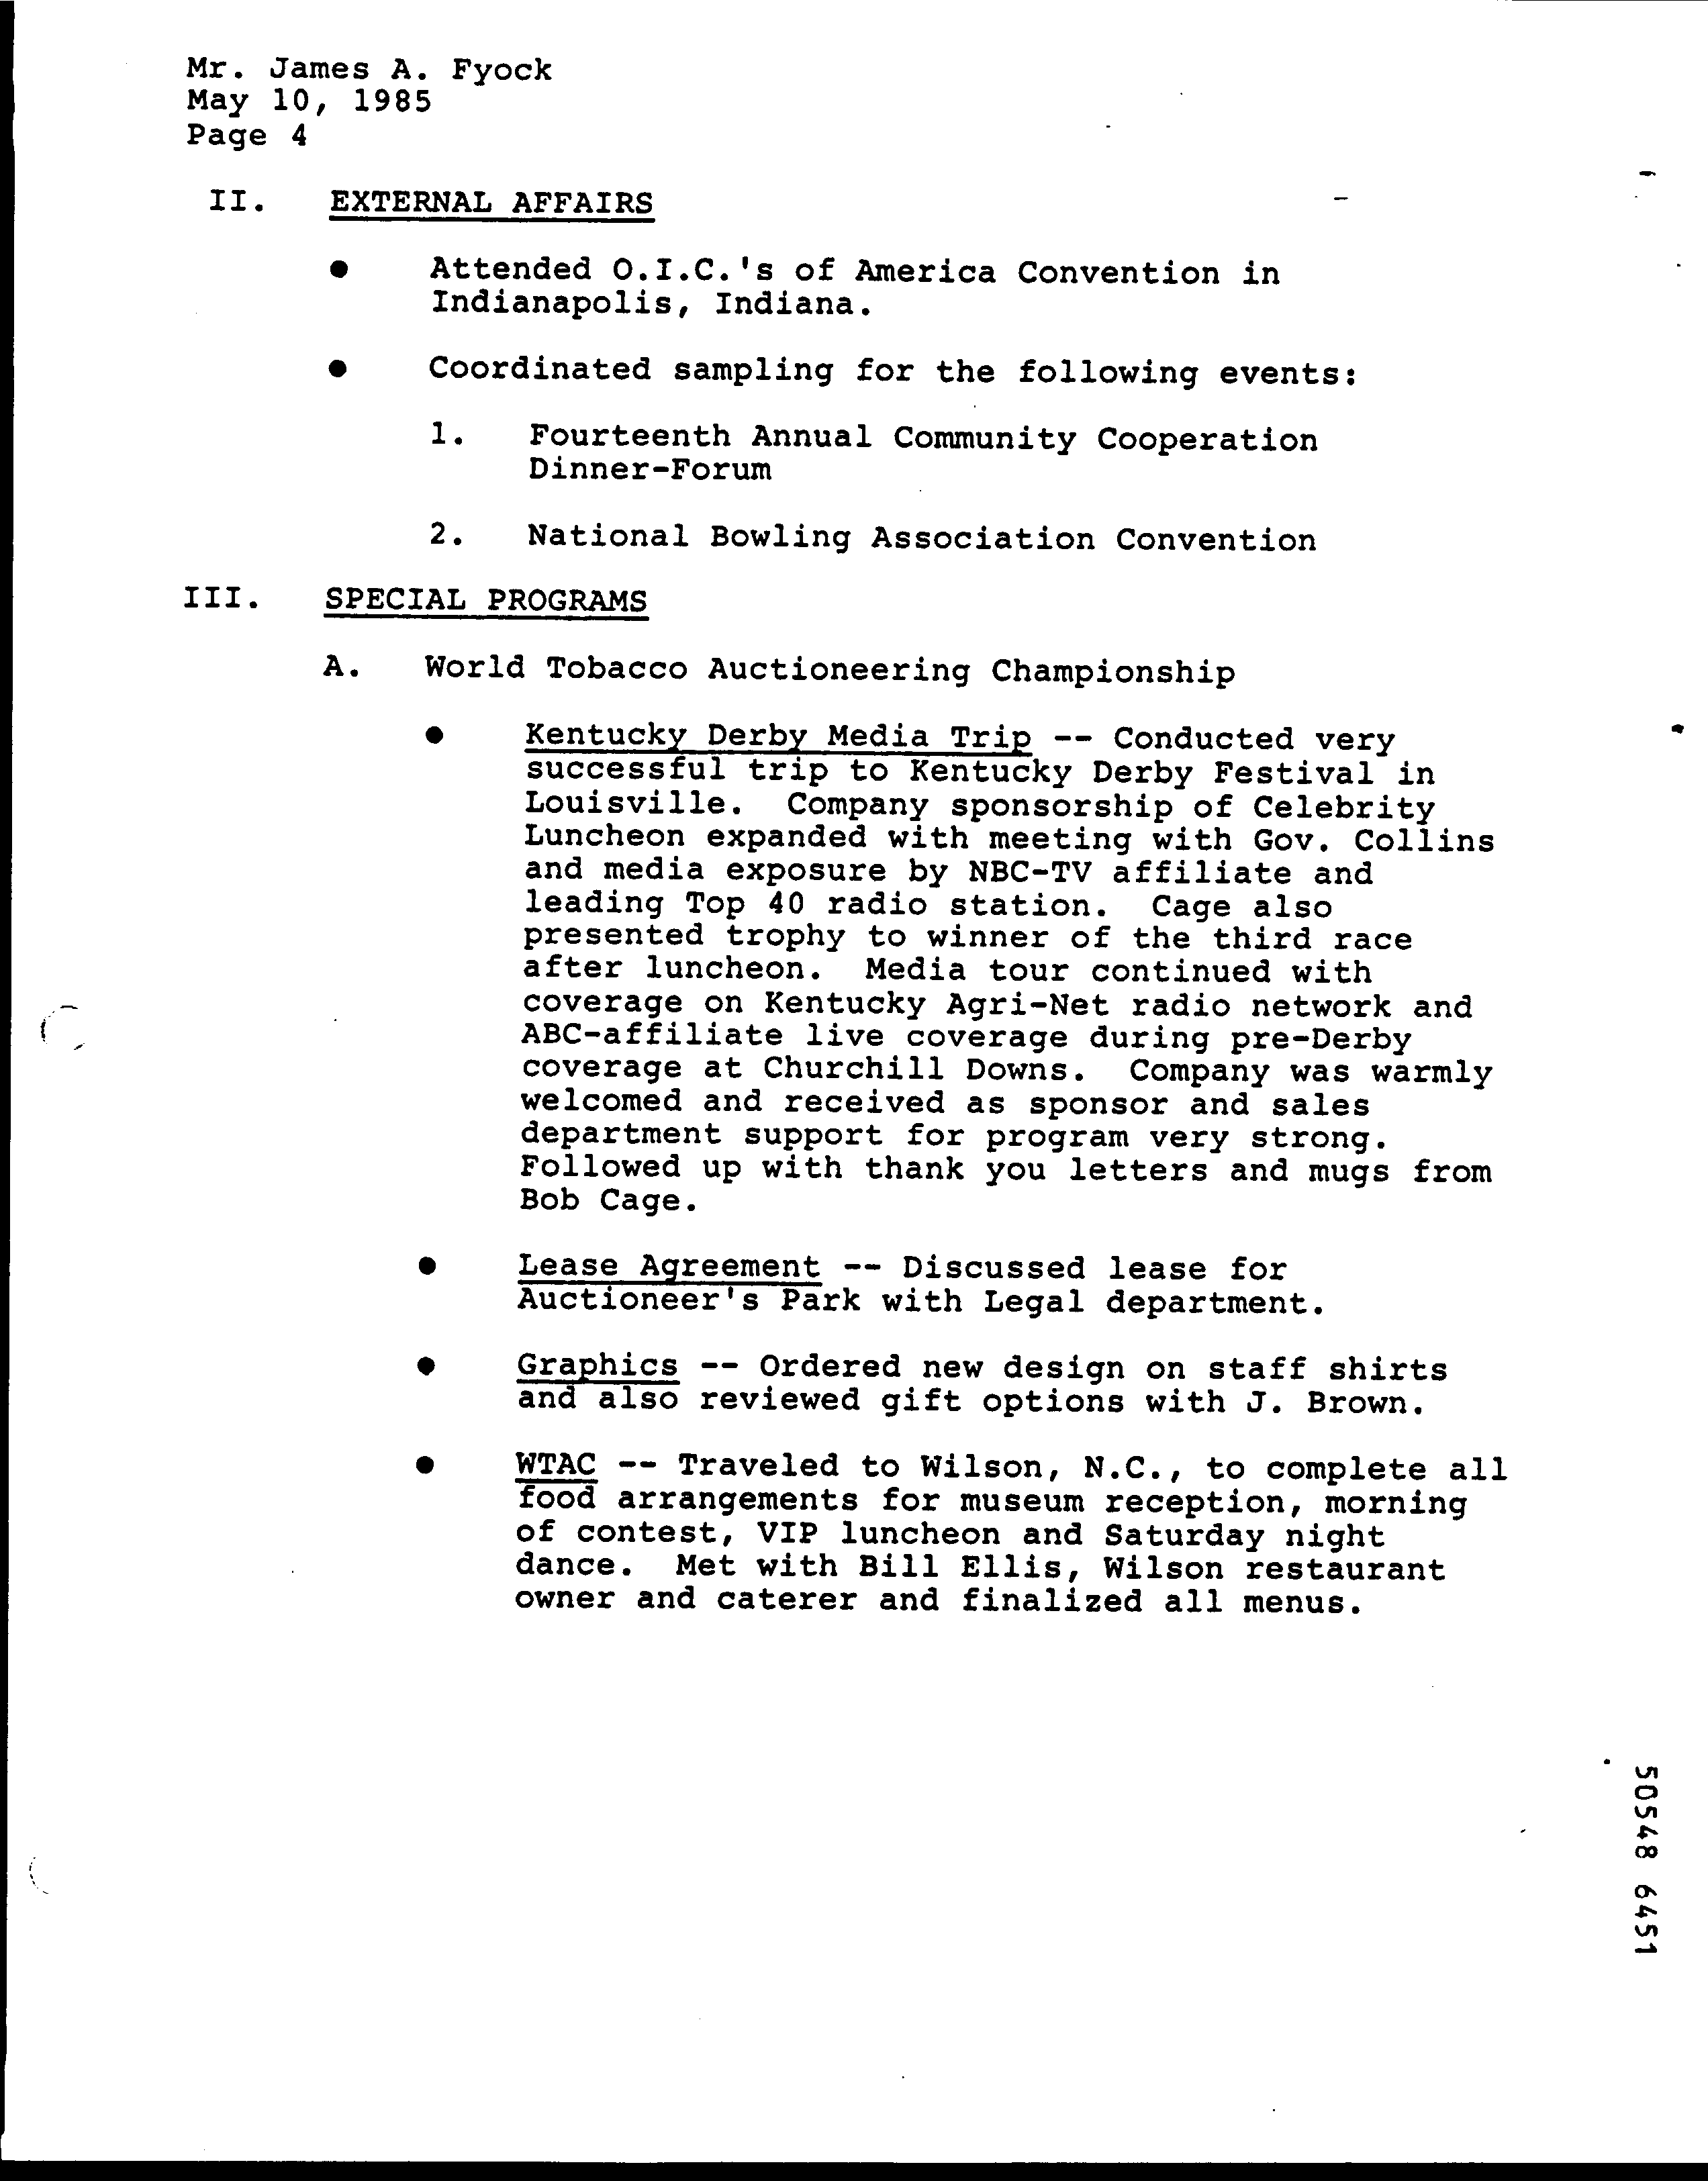 Mr. James A. Fyock
May 10, 1985
Page 4
II. EXTERNAL AFFAIRS
● Attended O.I.C.'s of America Convention in
Indianapolis, Indiana.
● Coordinated sampling for the following events:
1. Fourteenth Annual Community Cooperation
Dinner-Forum
2. National Bowling Association Convention
III. SPECIAL PROGRAMS
A. World Tobacco Auctioneering Championship
● Kentucky Derby Media Trip -- Conducted very
successful trip to Kentucky Derby Festival in
Louisville. Company sponsorship of Celebrity
Luncheon expanded with meeting with Gov. Collins
and media exposure by NBC-TV affiliate and
leading Top 40 radio station. Cage also
presented trophy to winner of the third race
after luncheon. Media tour continued with
coverage on Kentucky Agri-Net radio network and
ABC-affiliate live coverage during pre-Derby
coverage at Churchill Downs. Company was warmly
welcomed and received as sponsor and sales
department support for program very strong.
Followed up with thank you letters and mugs from
Bob Cage.
● Lease Agreement -- Discussed lease for
Auctioneer's Park with Legal department.
● Graphics -- Ordered new design on staff shirts
and also reviewed gift options with J. Brown.
● WTAC -- Traveled to Wilson, N.C., to complete all
food arrangements for museum reception, morning
of contest, VIP luncheon and Saturday night
dance. Met with Bill Ellis, Wilson restaurant
owner and caterer and finalized all menus.
50548 6451